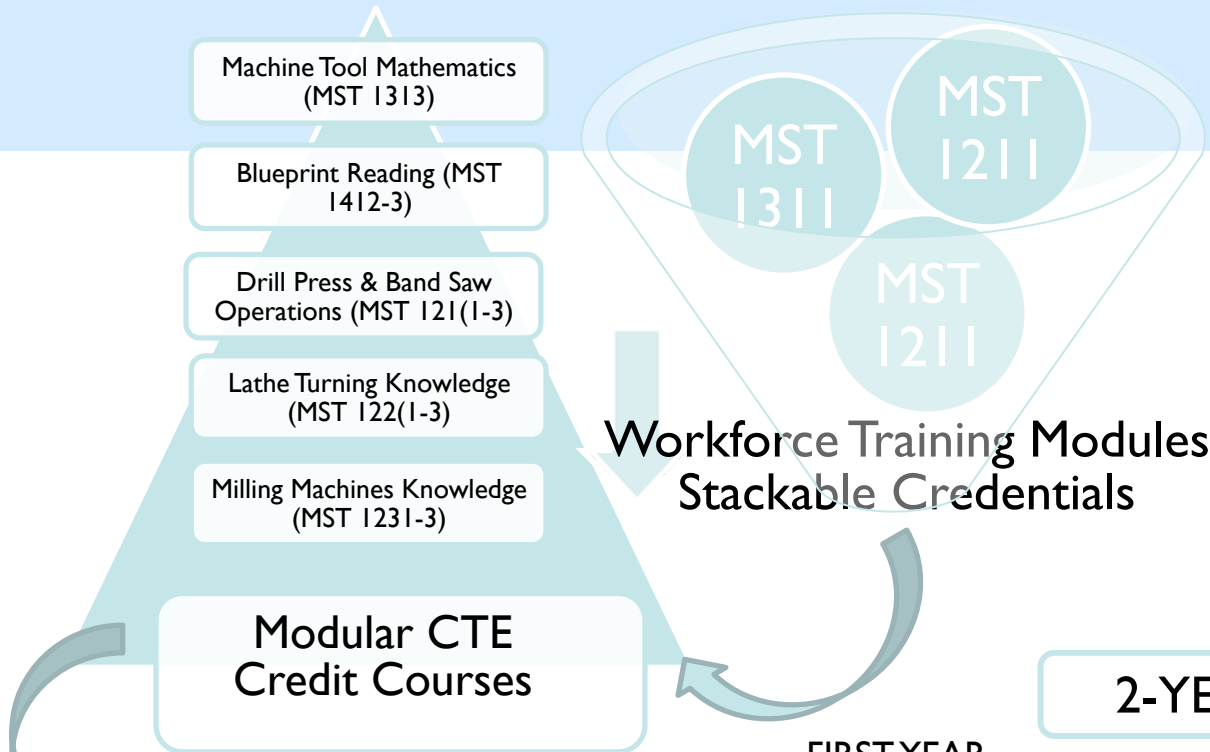 Machine Tool Mathematics
(MST 1313)
Blueprint Reading (MST
1412-3)
Drill Press & Band Saw
Operations (MST 121(1-3)
Lathe Turning Knowledge
(MST 122(1-3)
Milling Machines Knowledge
(MST 1231-3)
Modular CTE
Credit Courses
MST
1311
MST
1211
MST
1211
Workforce Training Modules
Stackable Credentials
2-YE
FIRST YEAR